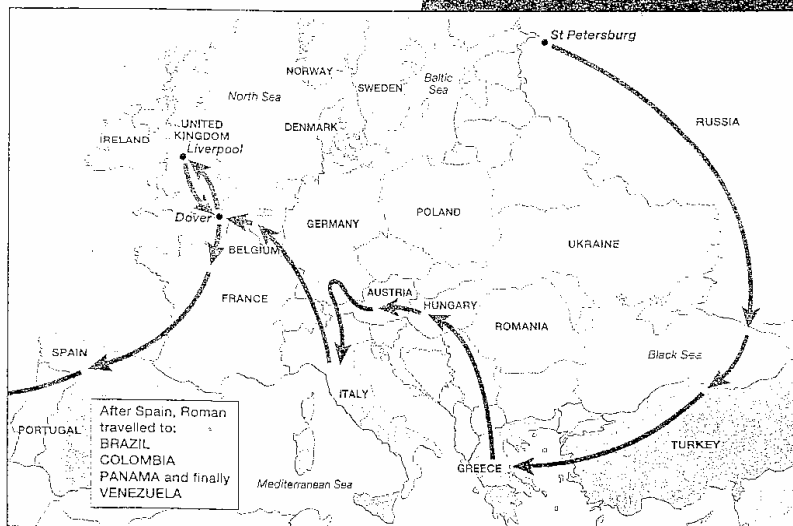 St Petersburg
NORWAY
SWEDEN
Baltic
Sea
North Sea
RUSSIA
UNITED
KINGDOM
IRELAND
DENMARK
Liverpool
Dover
GERMANY
POLAND
BELGIUM
UKRAINE
AUSTRIA
HUNGARY
FRANCE
ROMANIA
SPAIN
Black Sea
ITALY
After Spain, Roman
travelled to:
BRAZIL
COLOMBIA
PANAMA and finally
VENEZUELA
PORTUGAL
TURKEY
GREECE
Mediterranean Sea